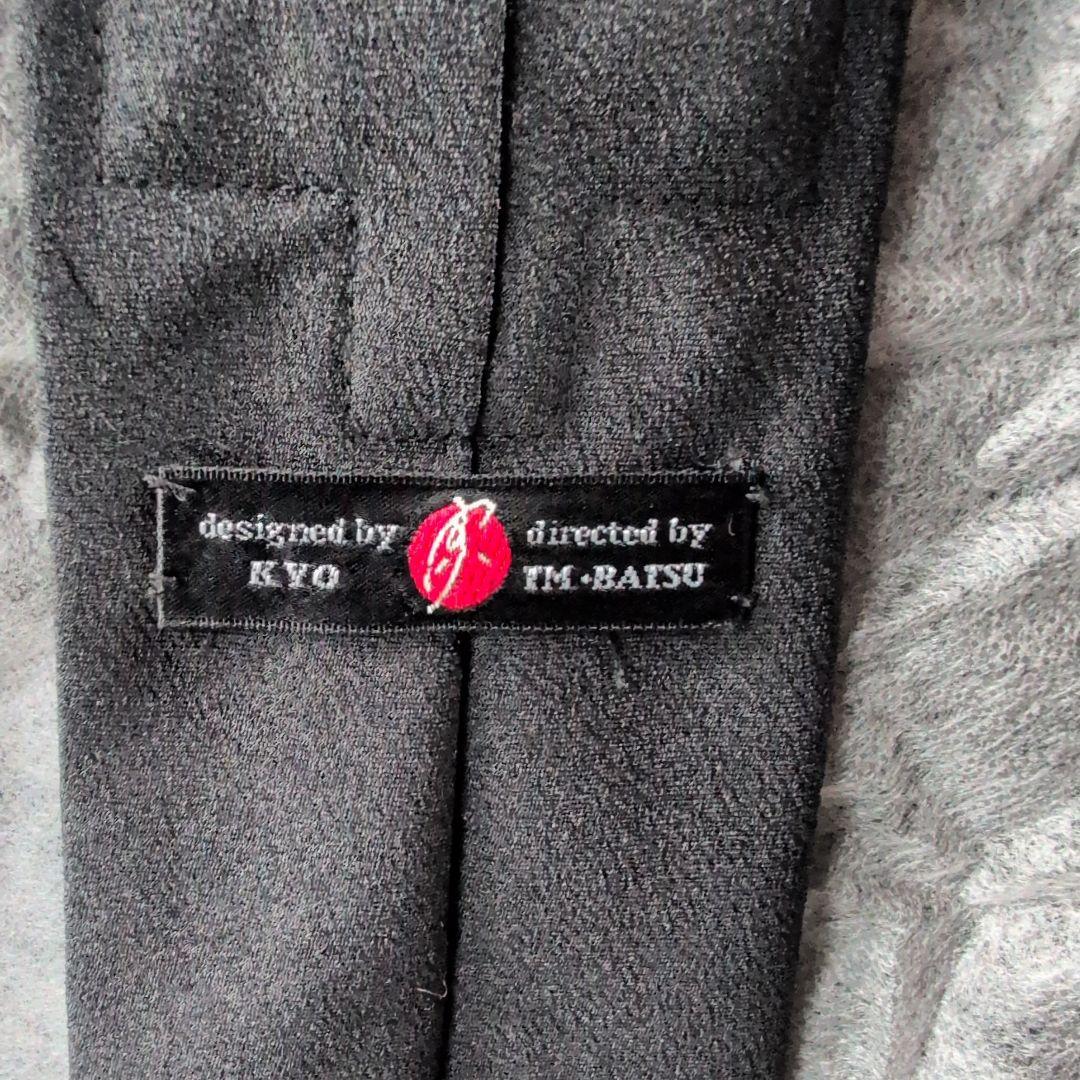 designed by
KYO
directed by
TM·BATSU